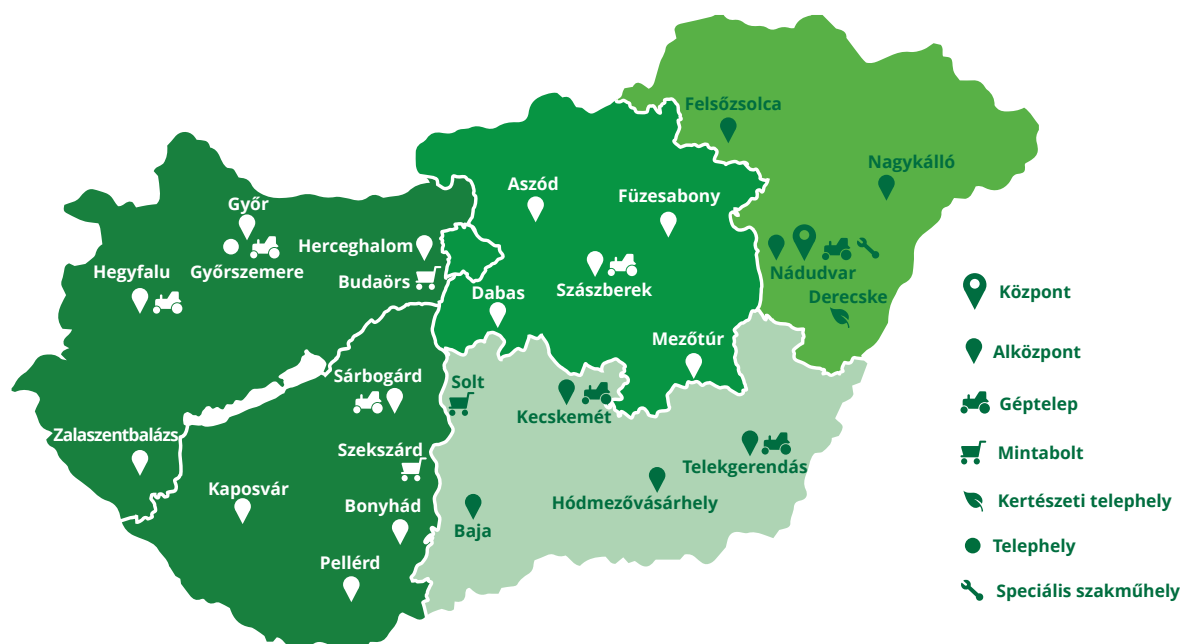 Felsőzsolca
Nagykálló
Aszód
Füzesabony
Győr
Herceghalom
Győrszemere
Hegyfalu
Budaörs
Dabas
Szászberek
Nádudvar
Derecske
Mezőtúr
Sárbogárd
Solt
Kecskemét
Zalaszentbalázs
Szekszárd
Telekgerendás
Kaposvár
Bonyhád
Hódmezővásárhely
Baja
Pellérd
Központ
Alközpont
Géptelep
Mintabolt
Kertészeti telephely
Telephely
Speciális szakműhely